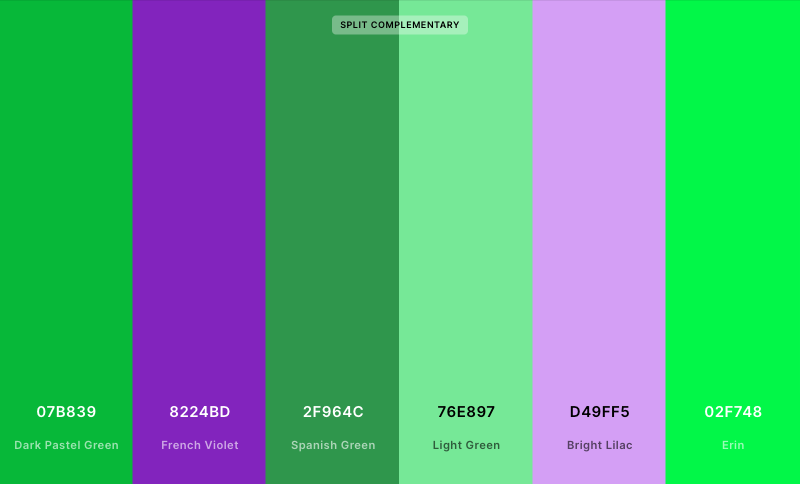 SPLIT COMPLEMENTARY
07B839
Dark Pastel Green
8224BD
French Violet
2F964C
Spanish Green
76E897
Light Green
D49FF5
Bright Lilac
02F748
Erin